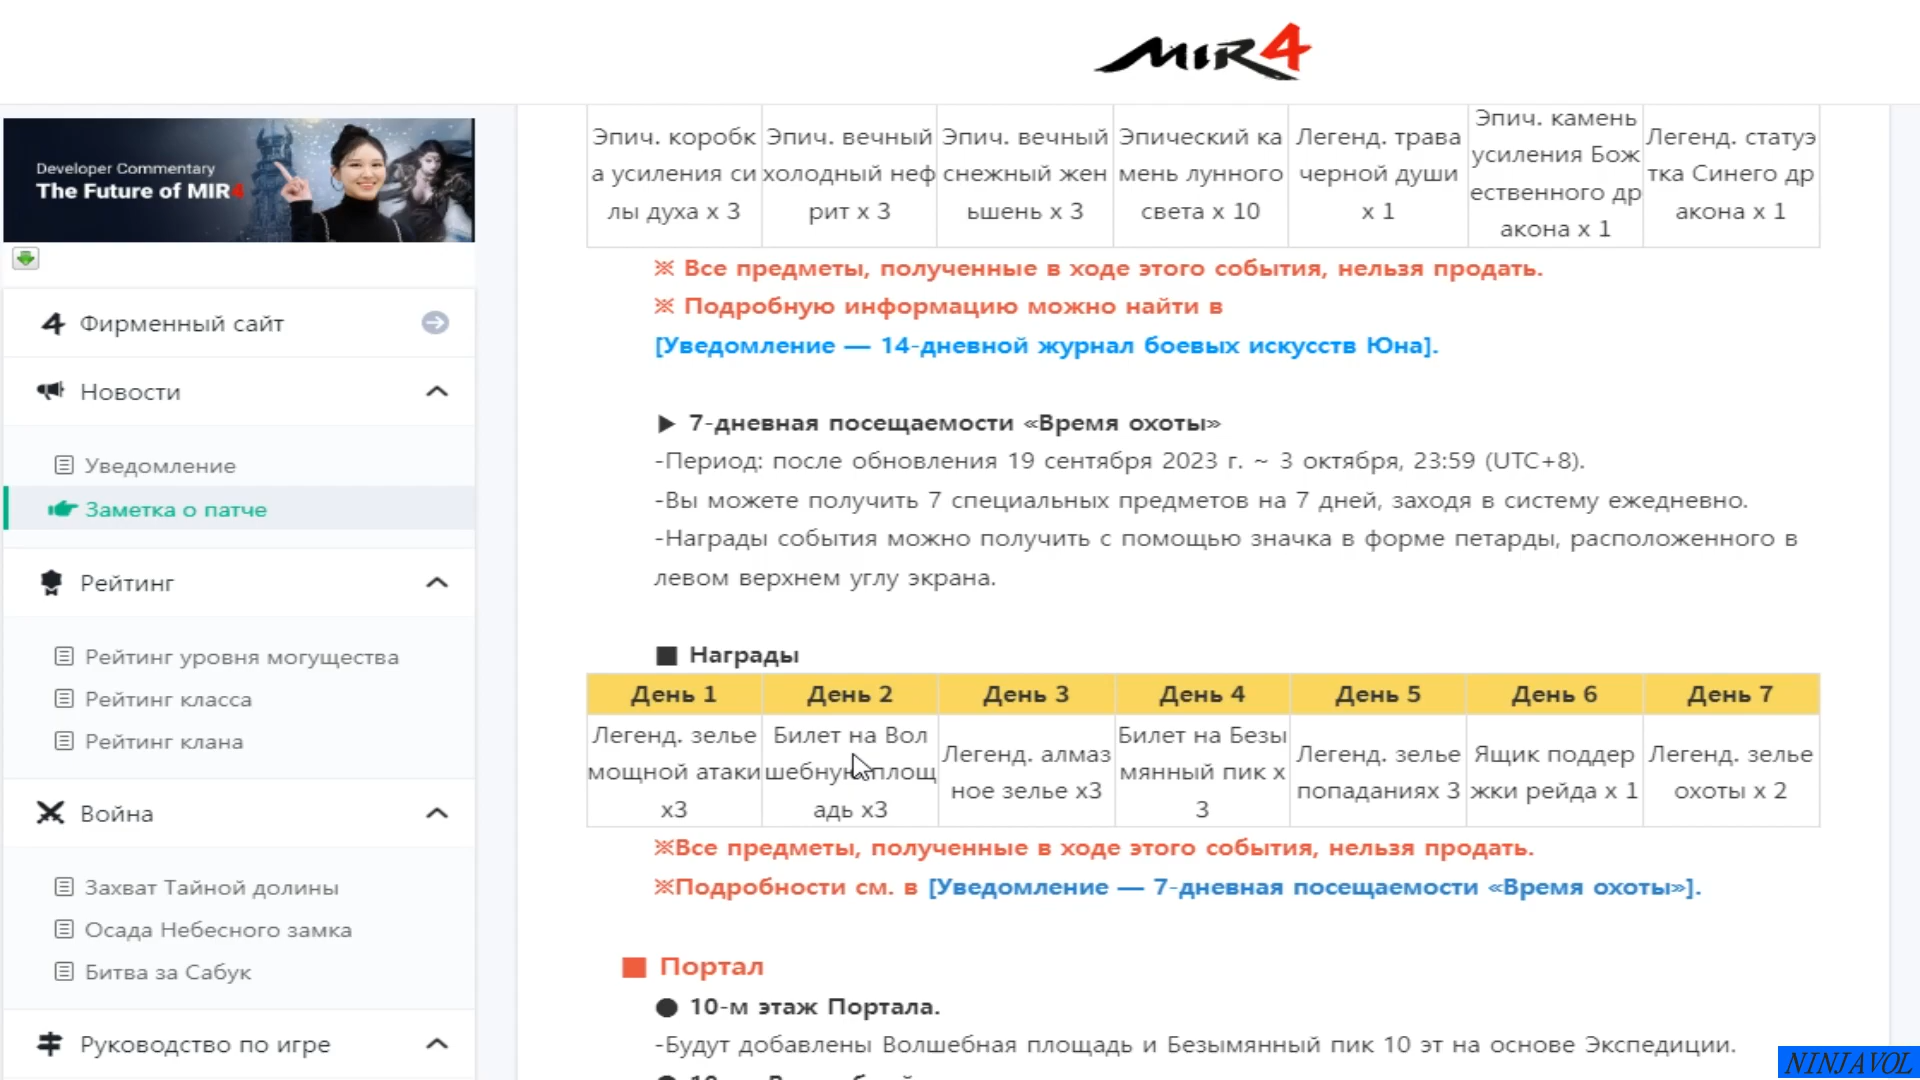 MIR4
Developer Commentary
The Future of MIR4
Фирменный сайт
Новости
Уведомление
Заметка о патче
Рейтинг
Рейтинг уровня могущества
Рейтинг класса
Рейтинг клана
Война
Захват Тайной долины
Осада Небесного замка
Битва за Сабук
Руководство по игре
Эпич. коробк
а усиления си
лы духа x 3
Эпич. вечный
холодный неф
рит x 3
Эпич. вечный
снежный жен
ьшень x 3
Эпический ка
мень лунного
света x 10
Легенд. трава
черной души
x 1
Эпич. камень
усиления Бож
ественного др
акона x 1
Легенд. статуэ
тка Синего др
акона x 1
※ Все предметы, полученные в ходе этого события, нельзя продать.
※ Подробную информацию можно найти в
[Уведомление — 14-дневной журнал боевых искусств Юна].
▶ 7-дневная посещаемости «Время охоты»
-Период: после обновления 19 сентября 2023 г. ~ 3 октября, 23:59 (UTC+8).
-Вы можете получить 7 специальных предметов на 7 дней, заходя в систему ежедневно.
-Награды события можно получить с помощью значка в форме петарды, расположенного в
левом верхнем углу экрана.
■ Награды
День 1 День 2 День 3 День 4 День 5 День 6 День 7
Легенд. зелье
мощной атаки
x3
Билет на Вол
шебную площ
адь x3
Легенд. алмаз
ное зелье x3
Билет на Безы
мянный пик x
3
Легенд. зелье
попаданияx 3
Ящик поддер
жки рейда x 1
Легенд. зелье
охоты x 2
※Все предметы, полученные в ходе этого события, нельзя продать.
※Подробности см. в [Уведомление — 7-дневная посещаемости «Время охоты»].
■ Портал
● 10-м этаж Портала.
-Будут добавлены Волшебная площадь и Безымянный пик 10 эт на основе Экспедиции.
NINJAVOL